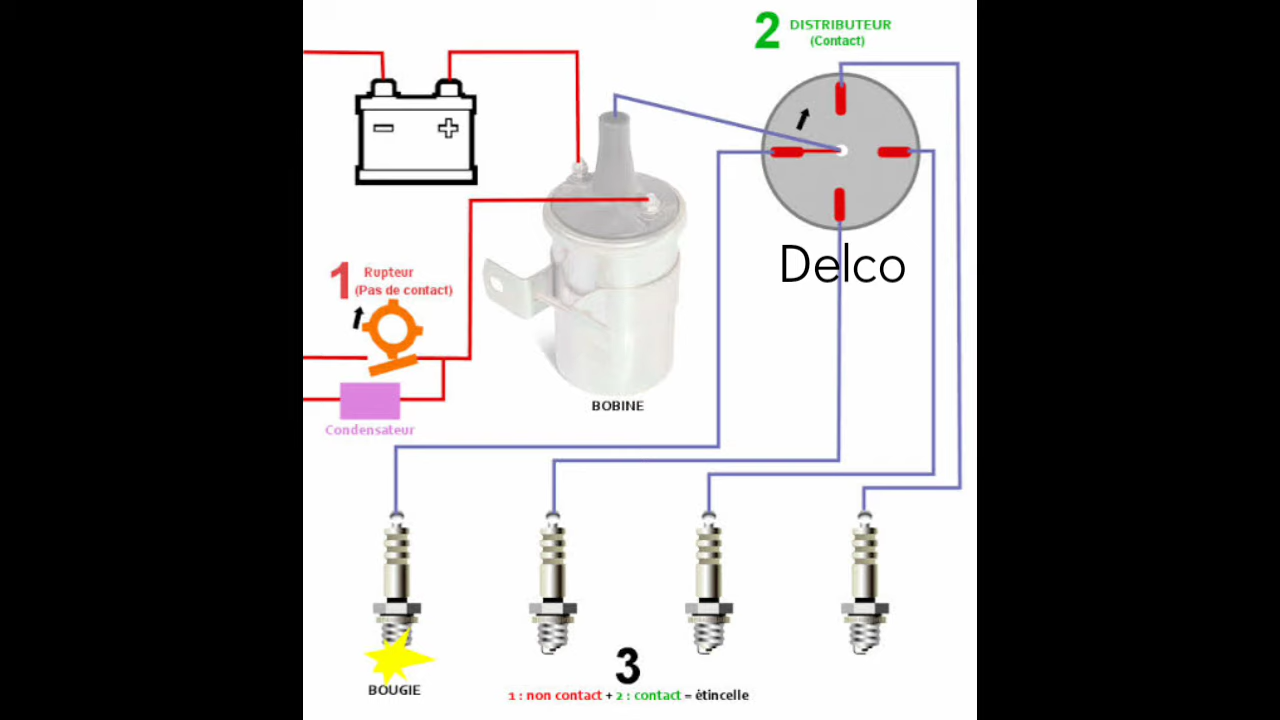 2 DISTRIBUTEUR
(Contact)
- +
Delco
1 Rupteur
(Pas de contact)
BOBINE
Condensateur
3
BOUGIE
1 : non contact + 2 : contact = étincelle